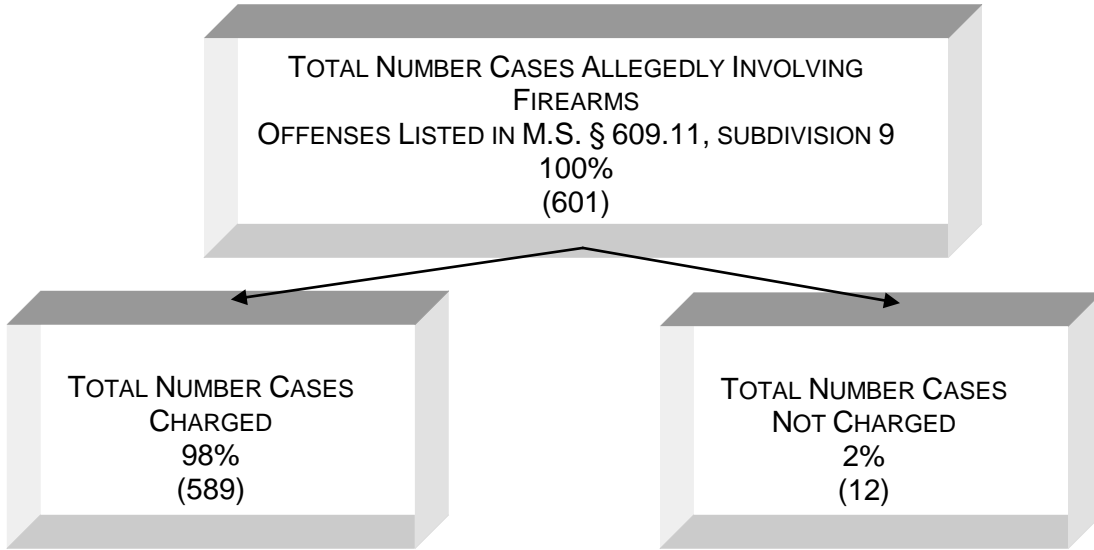 TOTAL NUMBER CASES ALLEGEDLY INVOLVING
FIREARMS
OFFENSES LISTED IN M.S. § 609.11, SUBDIVISION 9
100%
(601)
TOTAL NUMBER CASES
CHARGED
98%
(589)
TOTAL NUMBER CASES
NOT CHARGED
2%
(12)